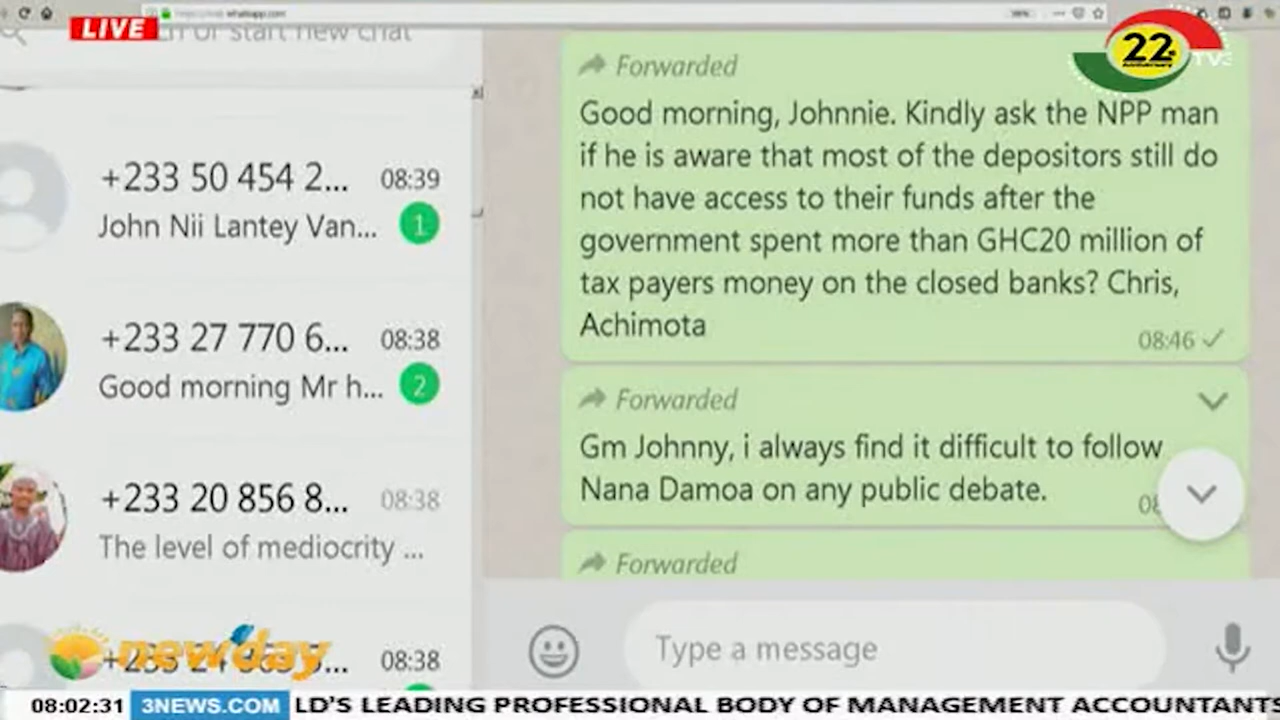 LIVE
or start new chat
22
Anniversary
TV3
+233 50 454 2... 08:39
John Nii Lantey Van... 1
+233 27 770 6... 08:38
Good morning Mr h... 2
+233 20 856 8... 08:38
The level of mediocrity ...
08:38
newday
Forwarded
Good morning, Johnnie. Kindly ask the NPP man
if he is aware that most of the depositors still do
not have access to their funds after the
government spent more than GHC20 million of
tax payers money on the closed banks? Chris,
Achimota
08:46
Forwarded
Gm Johnny, i always find it difficult to follow
Nana Damoa on any public debate.
Forwarded
Type a message
08:02:31 3NEWS.COM LD'S LEADING PROFESSIONAL BODY OF MANAGEMENT ACCOUNTANTS